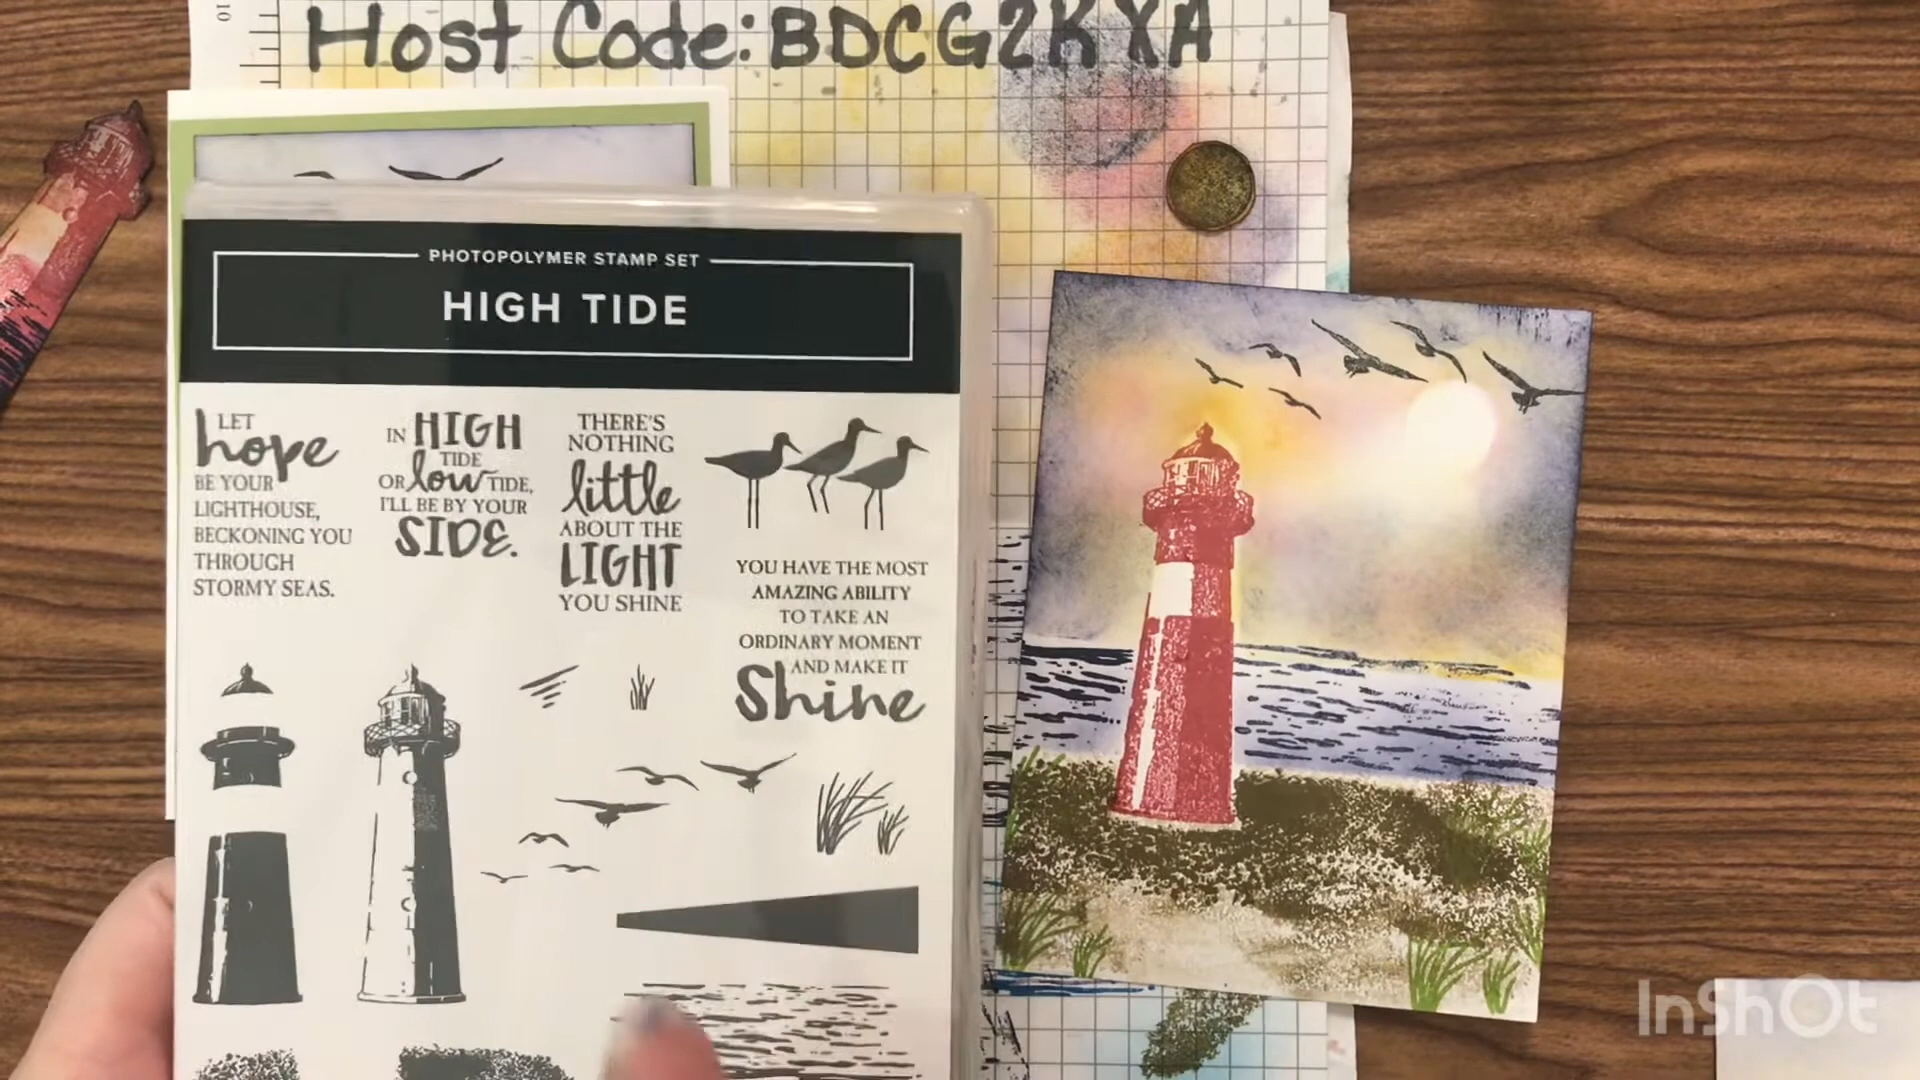 10
Host Code: BDCG2KXA
PHOTOPOLYMER STAMP SET
HIGH TIDE
LET
hope
BE YOUR
LIGHTHOUSE,
BECKONING YOU
THROUGH
STORMY SEAS.
IN HIGH
TIDE
OR low TIDE,
I'LL BE BY YOUR
SIDE.
THERE'S
NOTHING
little
ABOUT THE
LIGHT
YOU SHINE
YOU HAVE THE MOST
AMAZING ABILITY
TO TAKE AN
ORDINARY MOMENT
AND MAKE IT
Shine
InShOt